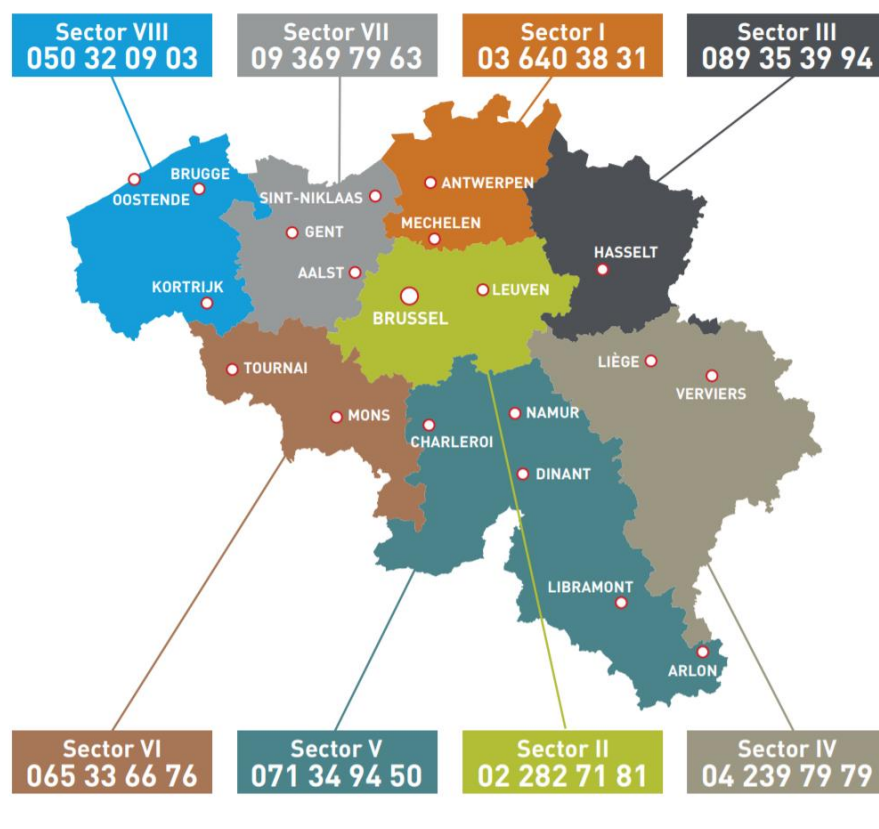 Sector VIII
050 32 09 03
Sector VII
09 369 79 63
Sector I
03 640 38 31
Sector III
089 35 39 94
BRUGGE
OOSTENDE
SINT-NIKLAAS
ANTWERPEN
GENT
MECHELEN
HASSELT
AALST
LEUVEN
KORTRIJK
BRUSSEL
TOURNAI
LIÈGE
VERVIERS
MONS
NAMUR
CHARLEROI
DINANT
LIBRAMONT
ARLON
Sector VI
065 33 66 76
Sector V
071 34 94 50
Sector II
02 282 71 81
Sector IV
04 239 79 79